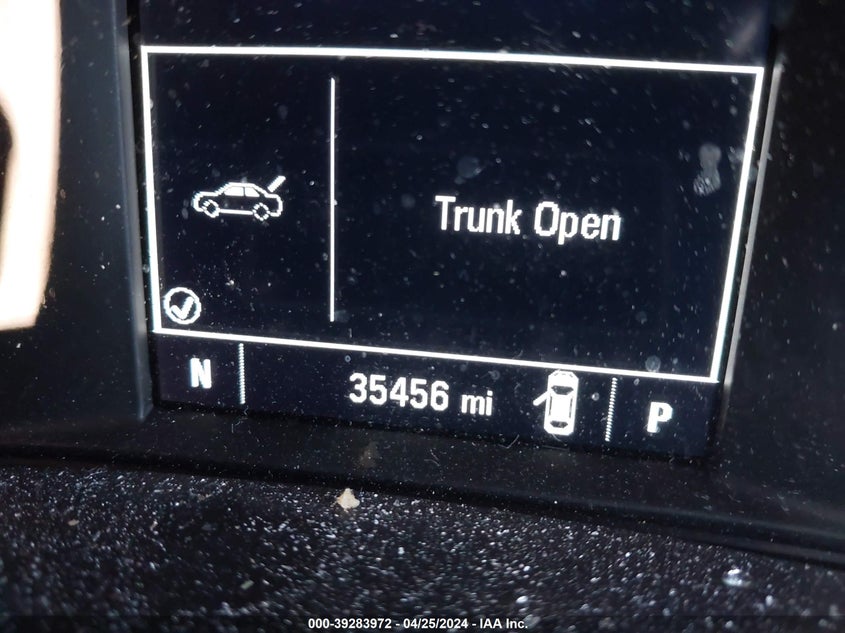 Trunk Open
N 35456 mi P
000-39283972 - 04/25/2024 - IAA Inc.